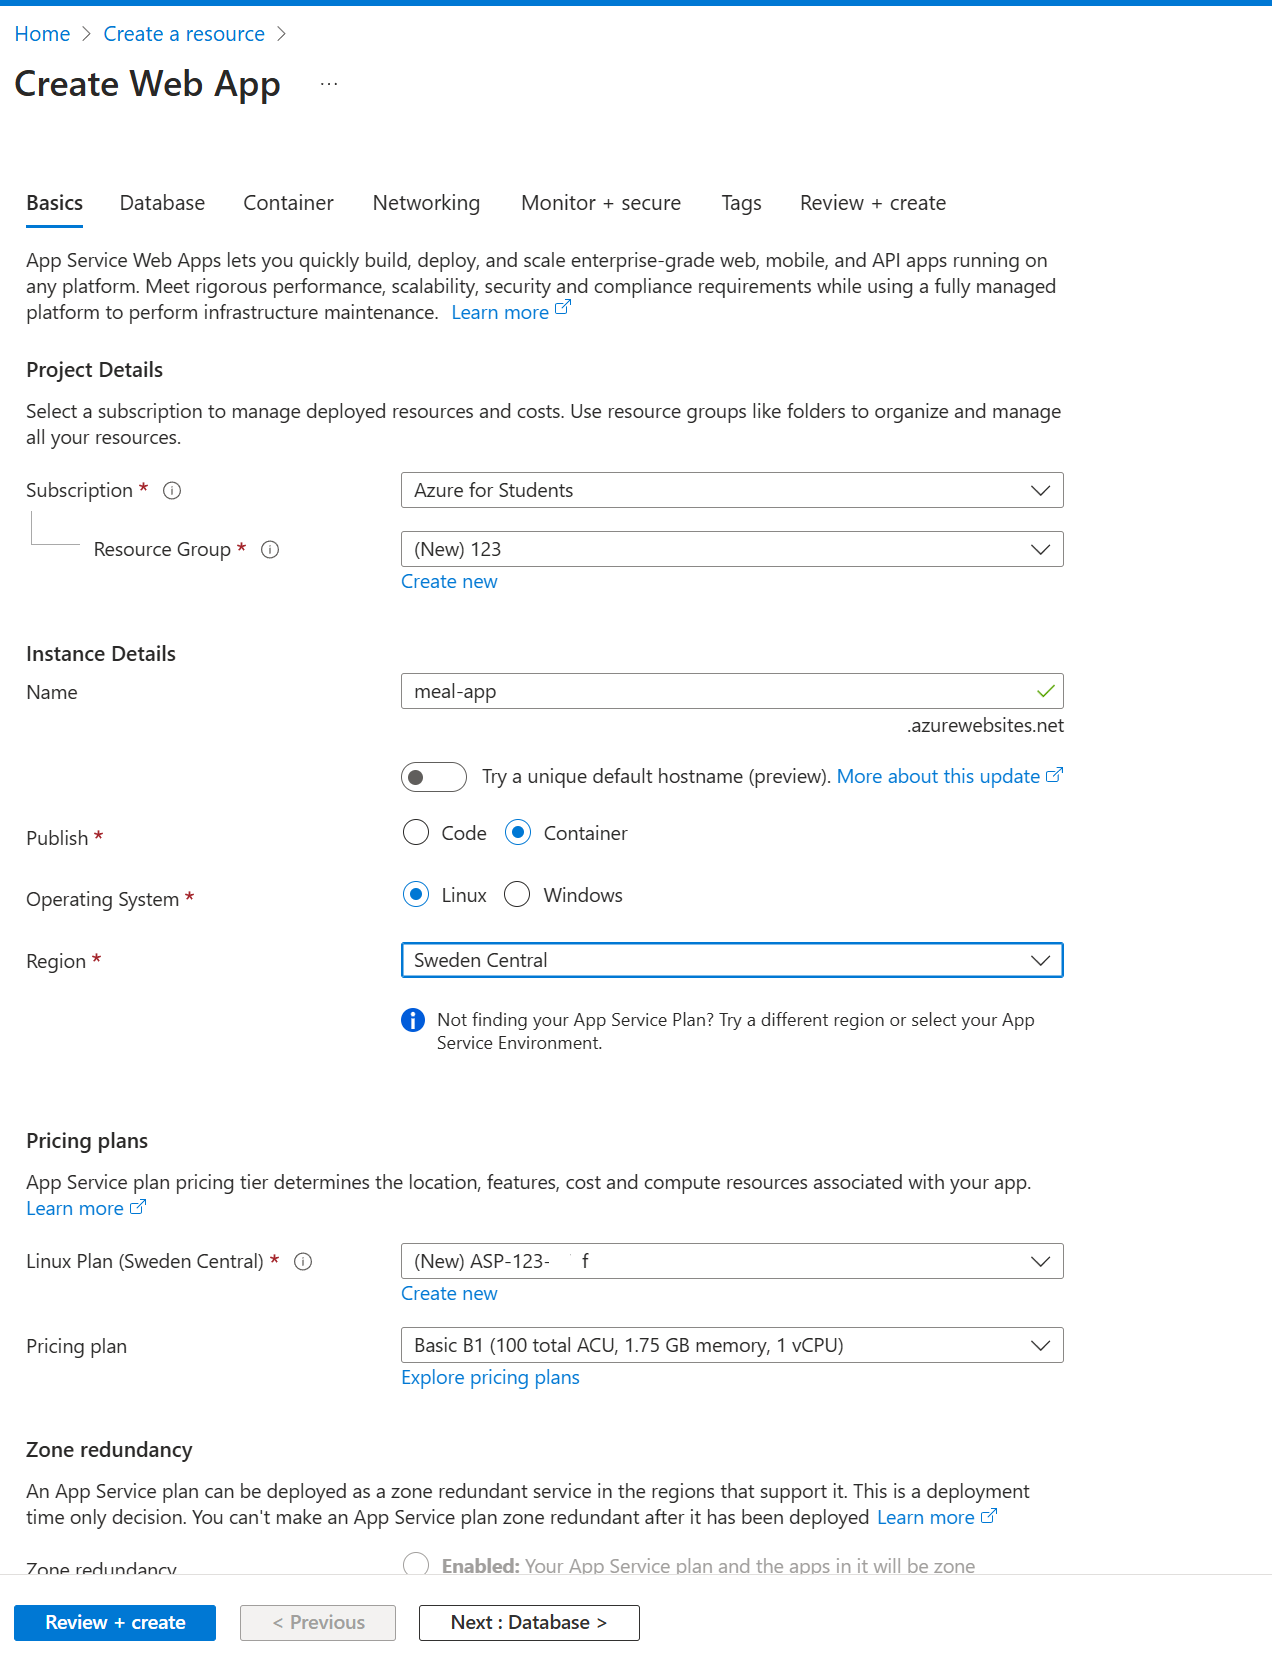 Home > Create a resource >
Create Web App ...
Basics Database Container Networking Monitor + secure Tags Review + create
App Service Web Apps lets you quickly build, deploy, and scale enterprise-grade web, mobile, and API apps running on
any platform. Meet rigorous performance, scalability, security and compliance requirements while using a fully managed
platform to perform infrastructure maintenance. Learn more
Project Details
Select a subscription to manage deployed resources and costs. Use resource groups like folders to organize and manage
all your resources.
Subscription * Azure for Students
Resource Group * (New) 123
Create new
Instance Details
Name meal-app
.azurewebsites.net
Try a unique default hostname (preview). More about this update
Publish * Code Container
Operating System * Linux Windows
Region * Sweden Central
Not finding your App Service Plan? Try a different region or select your App
Service Environment.
Pricing plans
App Service plan pricing tier determines the location, features, cost and compute resources associated with your app.
Learn more
Linux Plan (Sweden Central) * (New) ASP-123- f
Create new
Pricing plan Basic B1 (100 total ACU, 1.75 GB memory, 1 vCPU)
Explore pricing plans
Zone redundancy
An App Service plan can be deployed as a zone redundant service in the regions that support it. This is a deployment
time only decision. You can't make an App Service plan zone redundant after it has been deployed Learn more
Zone redundancy Enabled: Your App Service plan and the apps in it will be zone
Review + create < Previous Next : Database >